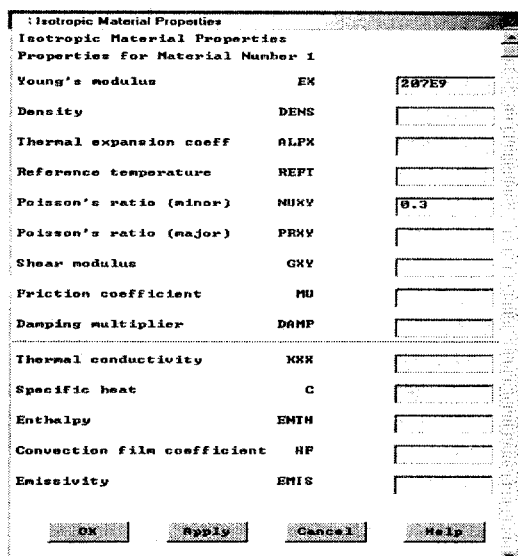 Isotropic Material Properties
Isotropic Material Properties
Properties for Material Number 1
Young's modulus EX 207E9
Density DENS
Thermal expansion coeff ALPX
Reference temperature REFT
Poisson's ratio (minor) NUXY 0.3
Poisson's ratio (major) PRXY
Shear modulus GXY
Friction coefficient MU
Damping multiplier DAMP
Thermal conductivity KXX
Specific heat C
Enthalpy ENTH
Convection film coefficient HF
Emissivity EMIS
OK Apply Cancel Help